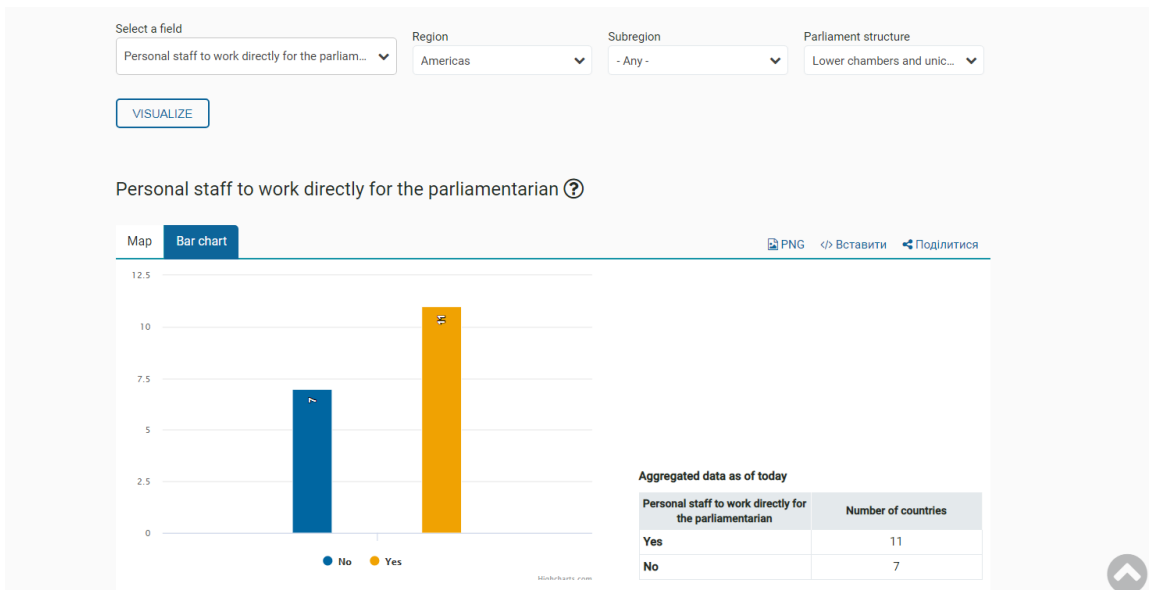 Select a field
Region
Subregion
Parliament structure
Personal staff to work directly for the parliam...
Americas
- Any -
Lower chambers and unic...
VISUALIZE
Personal staff to work directly for the parliamentarian ?
Map
Bar chart
PNG
</> Вставити
Поділитися
12.5
10
7.5
5
2.5
0
7
11
No
Yes
Highcharts.com
Aggregated data as of today
Personal staff to work directly for
the parliamentarian
Number of countries
Yes 11
No 7